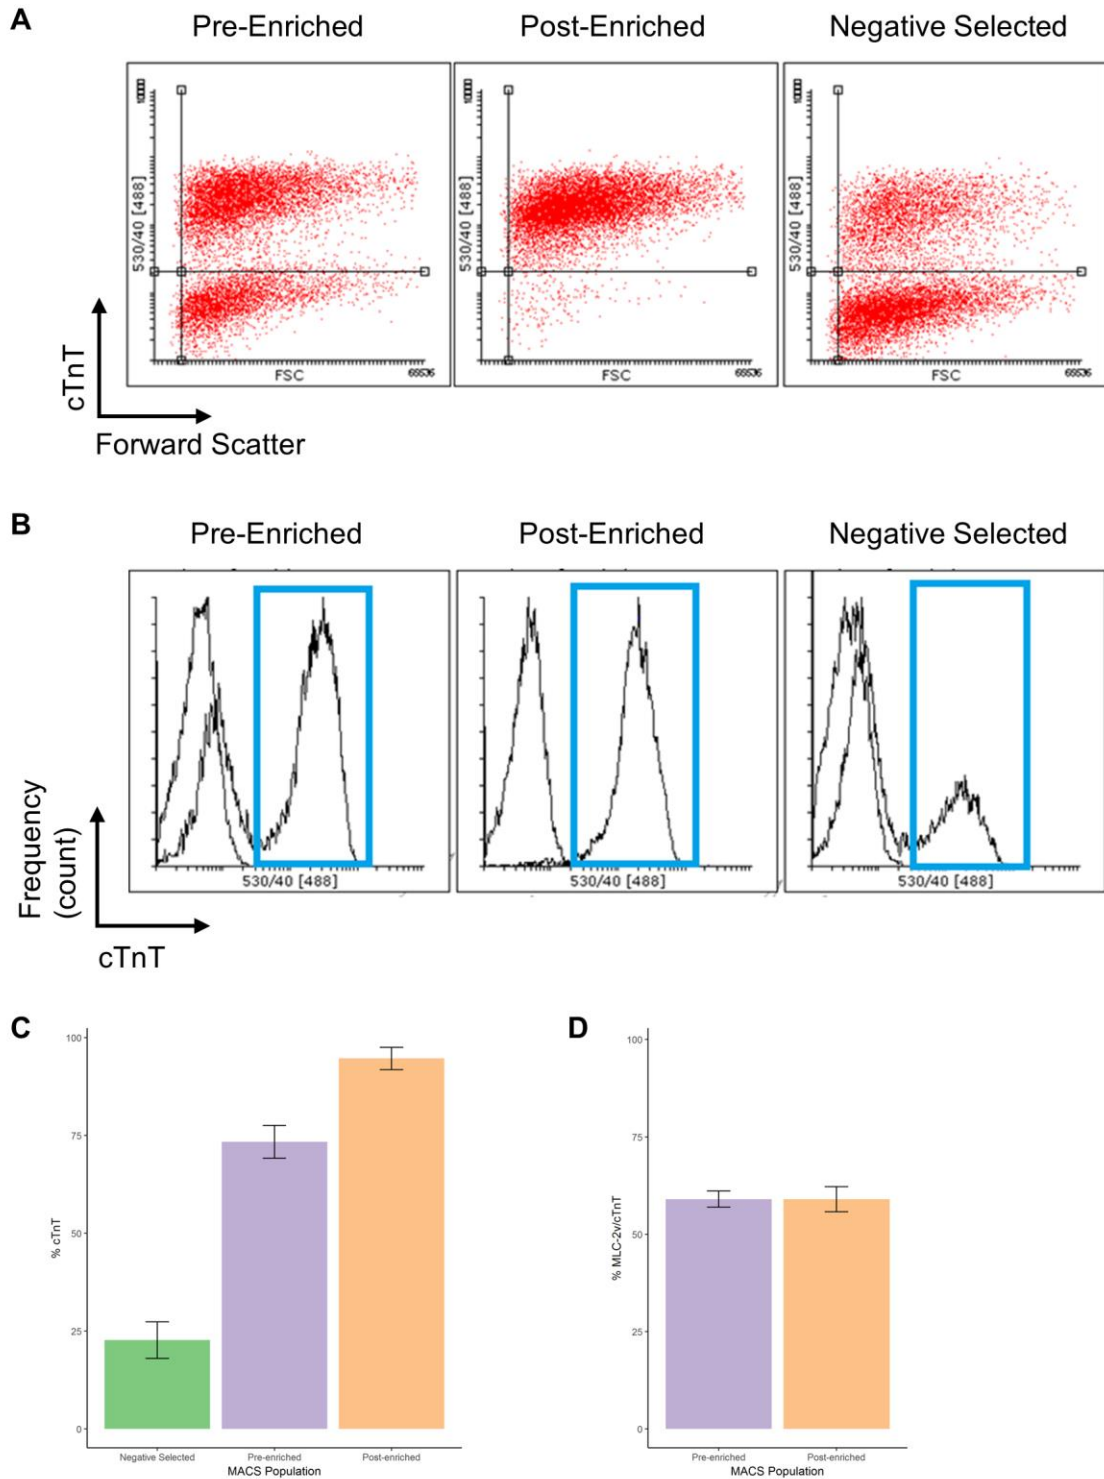 A
Pre-Enriched
Post-Enriched
Negative Selected
530/40 [488]
530/40 [488]
530/40 [488]
FSC
65536
FSC
65536
FSC
65536
cTnT
Forward Scatter
B
Pre-Enriched
Post-Enriched
Negative Selected
530/40 [488]
530/40 [488]
530/40 [488]
Frequency
(count)
cTnT
C
100
75
50
25
0
% cTnT
Negative Selected
Pre-enriched
Post-enriched
MACS Population
D
100
75
50
25
0
% MLC-2v/cTnT
Pre-enriched
Post-enriched
MACS Population